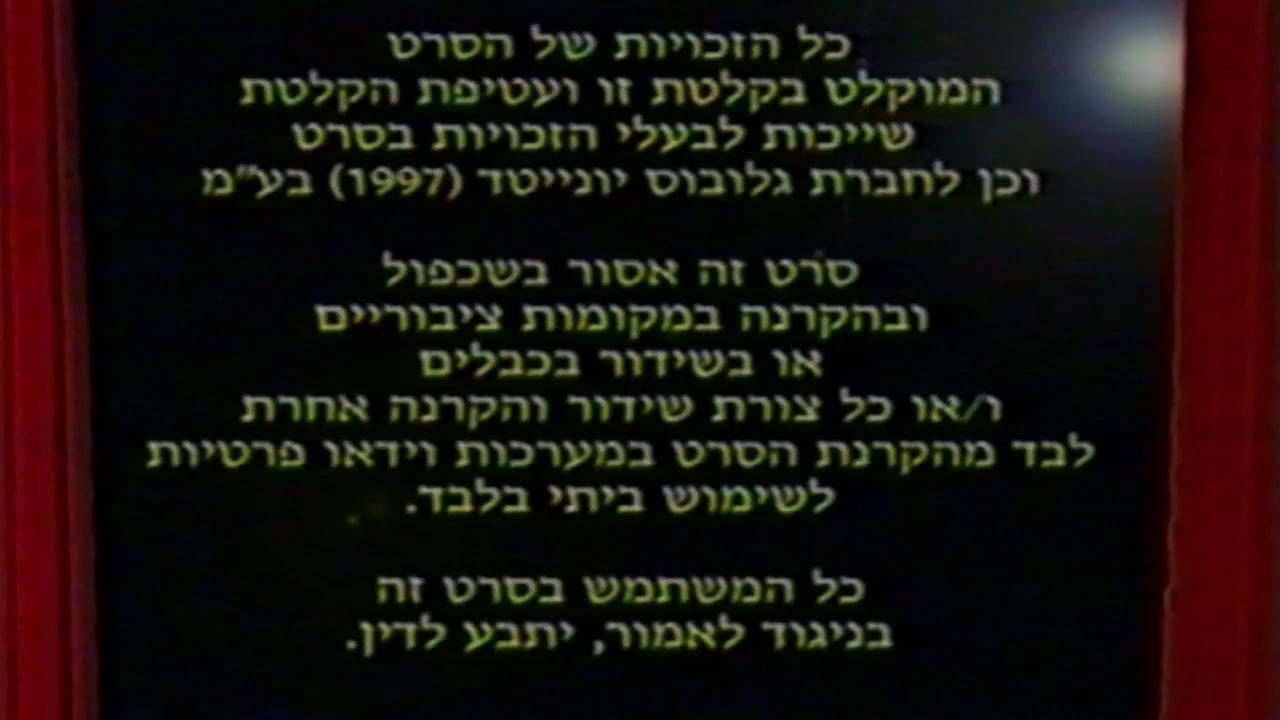 כל הזכויות של הסרט
המוקלט בקלטת זו ועטיפת הקלטת
שייכות לבעלי הזכויות בסרט
וכן לחברת גלובוס יונייטד (1997) בע״מ
סרט זה אסור בשכפול
ובהקרנה במקומות ציבוריים
או בשידור בכבלים
ו/או כל צורת שידור והקרנה אחרת
לבד מהקרנת הסרט במערכות וידאו פרטיות
לשימוש ביתי בלבד.
כל המשתמש בסרט זה
בניגוד לאמור, יתבע לדין.